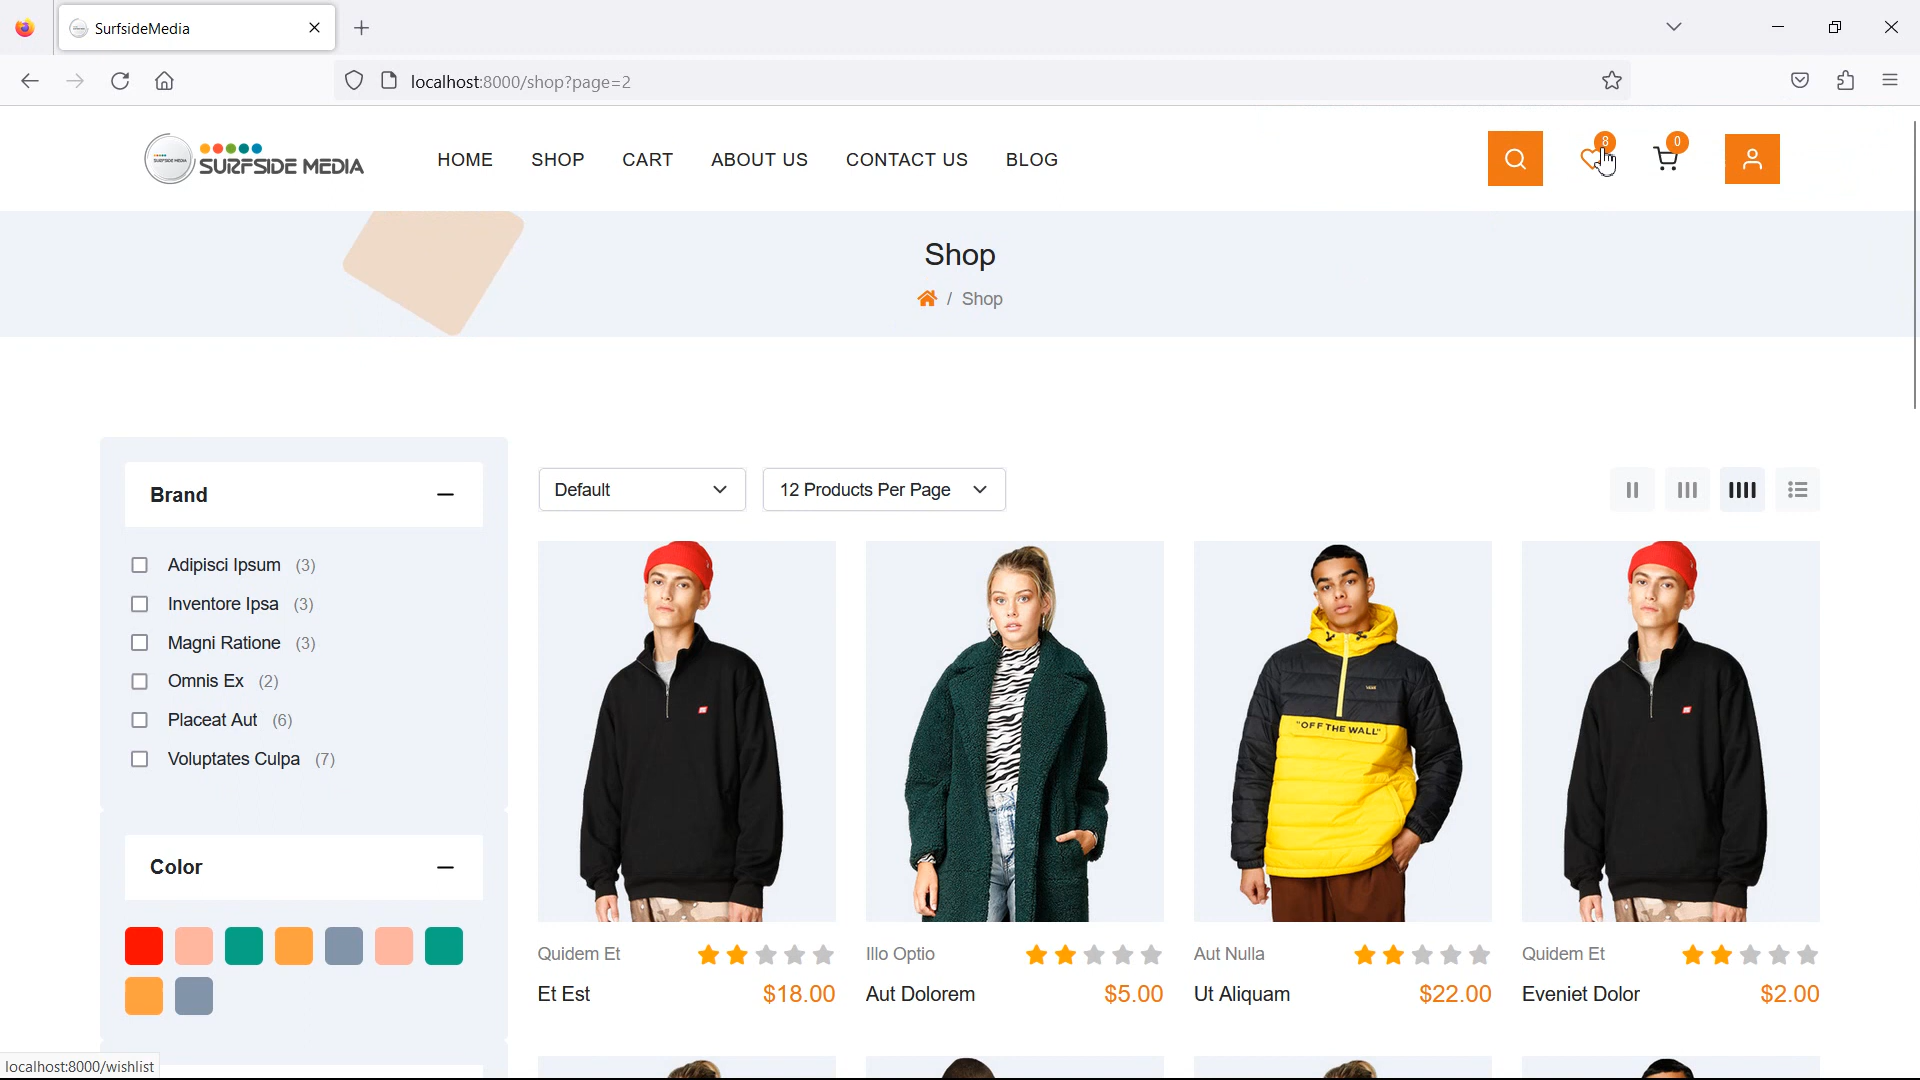 SurfsideMedia
localhost:8000/shop?page=2
SURFSIDE MEDIA
HOME SHOP CART ABOUT US CONTACT US BLOG
8
0
Shop
/ Shop
Brand
Adipisci Ipsum (3)
Inventore Ipsa (3)
Magni Ratione (3)
Omnis Ex (2)
Placeat Aut (6)
Voluptates Culpa (7)
Color
Default
12 Products Per Page
"OFF THE WALL"
Quidem Et
Et Est $18.00
Illo Optio
Aut Dolorem $5.00
Aut Nulla
Ut Aliquam $22.00
Quidem Et
Eveniet Dolor $2.00
localhost:8000/wishlist